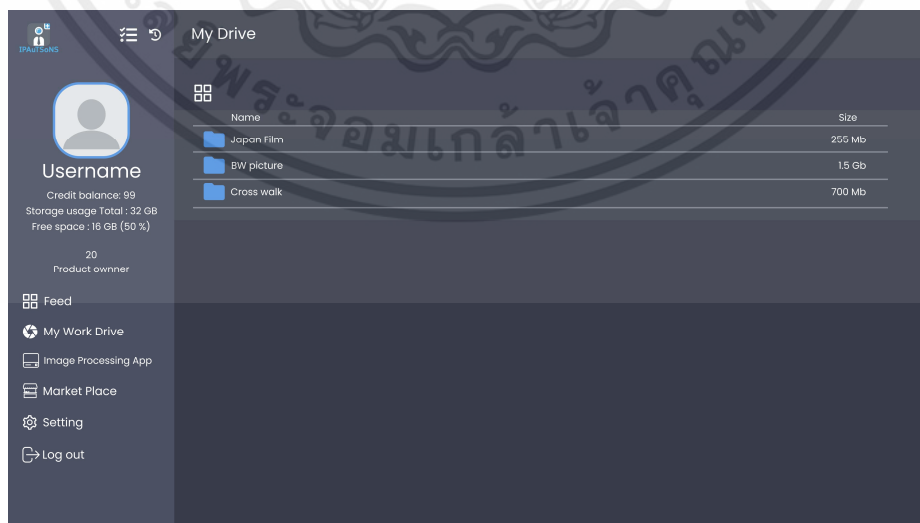 IPAuTSoNS
My Drive
Name Size
Japan Film 255 Mb
BW picture 1.5 Gb
Cross walk 700 Mb
Username
Credit balance: 99
Storage usage Total : 32 GB
Free space : 16 GB (50 %)
20
Product ownner
Feed
My Work Drive
Image Processing App
Market Place
Setting
Log out